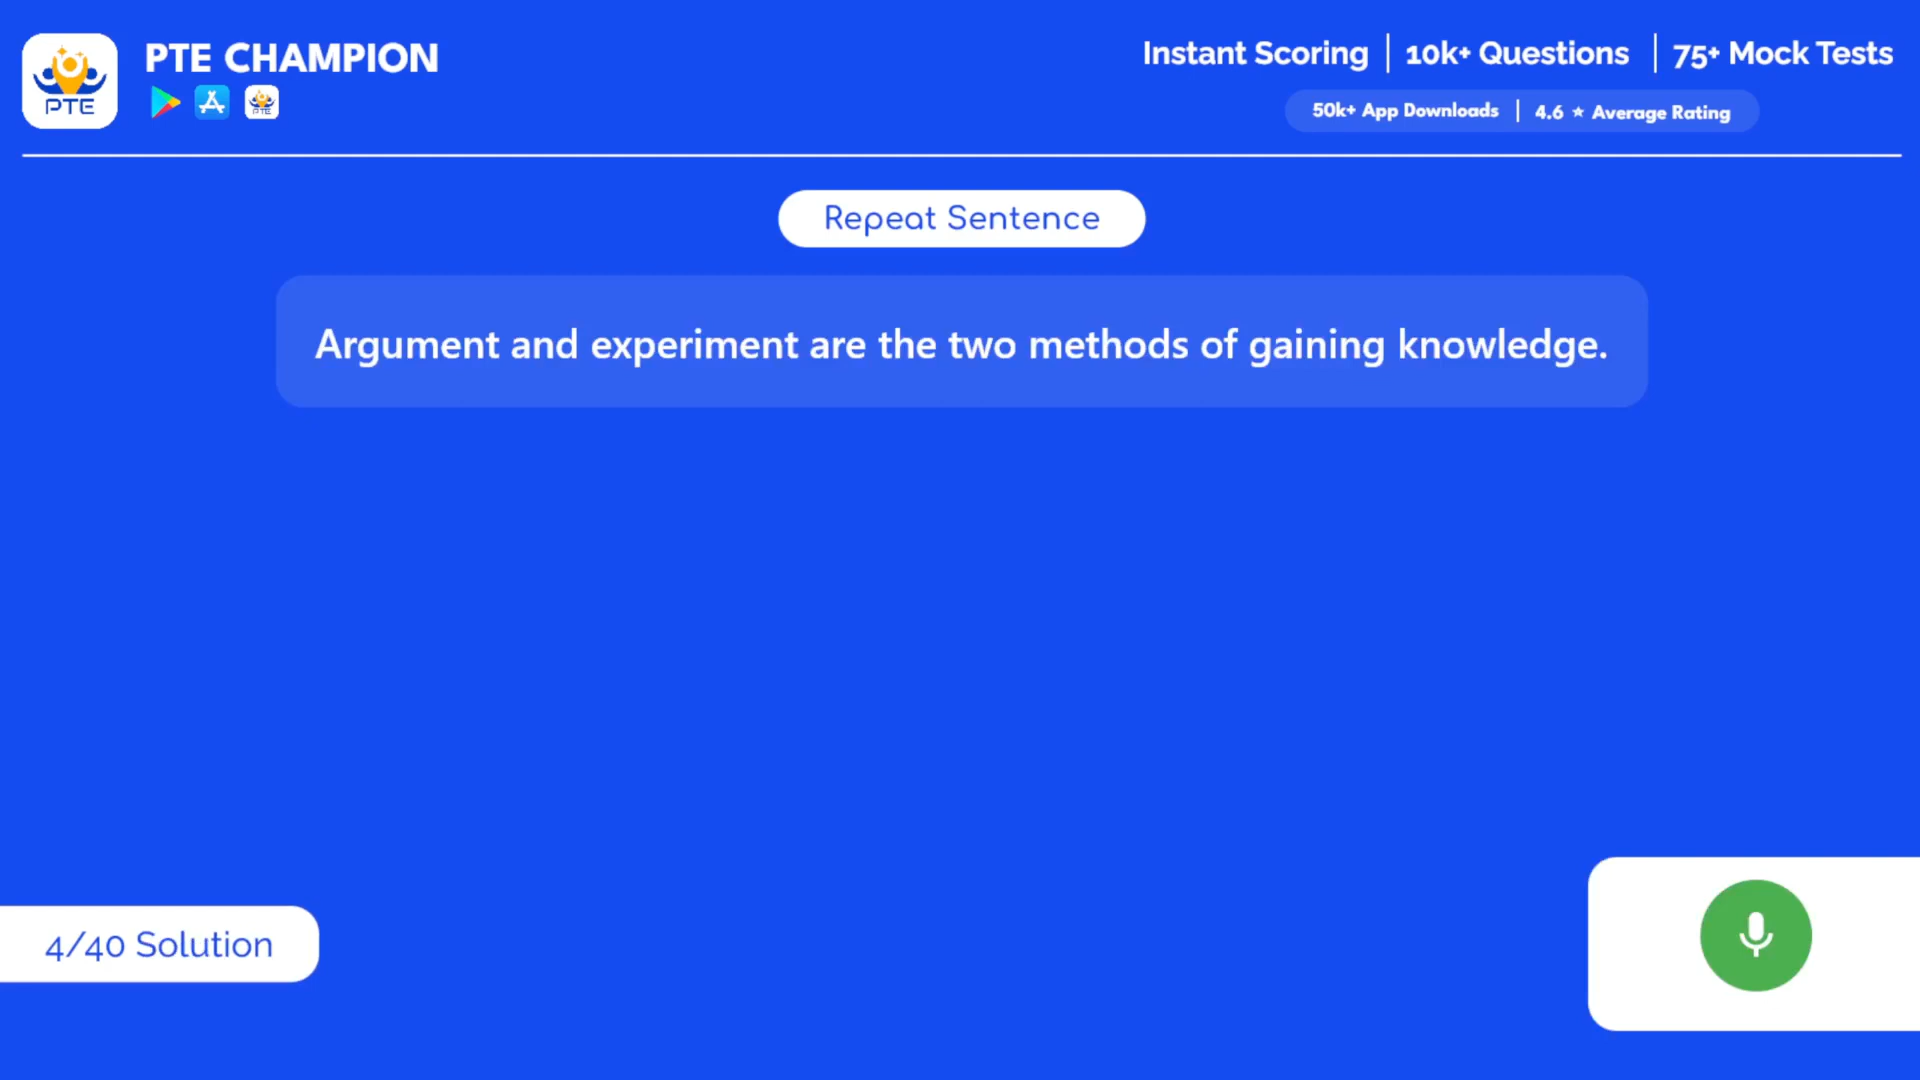 PTE CHAMPION
PTE
PTE
Instant Scoring | 10k+ Questions | 75+ Mock Tests
50k+ App Downloads | 4.6 ★ Average Rating
Repeat Sentence
Argument and experiment are the two methods of gaining knowledge.
4/40 Solution